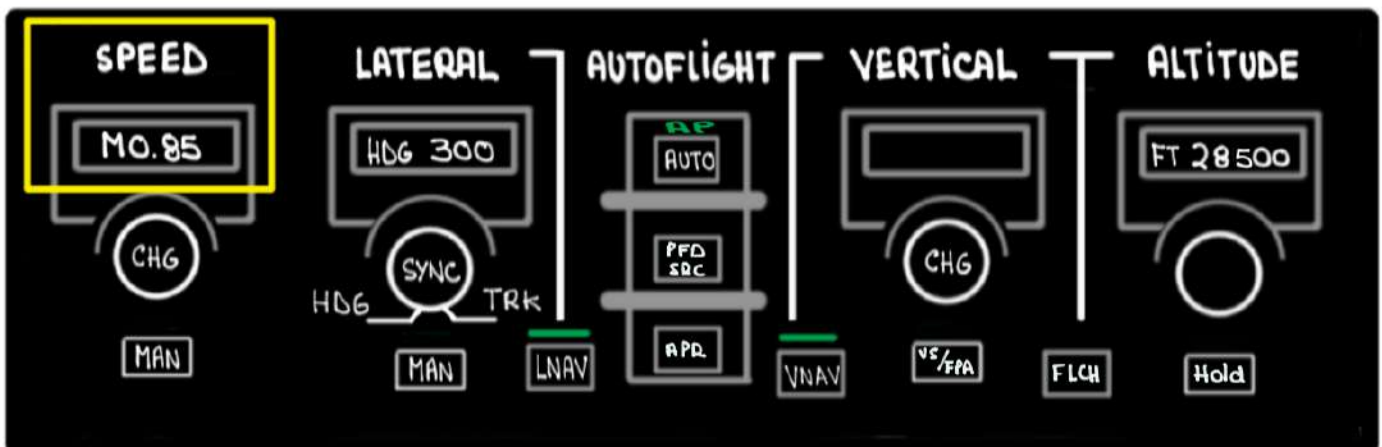 SPEED
M0.85
CHG
MAN
LATERAL
HDG 300
SYNC
HDG
TRK
MAN
LNAV
AUTOFLIGHT
AP
AUTO
PFD
SRC
APR
VERTICAL
CHG
VNAV
VS/FPA
FLCH
ALTITUDE
FT 28500
Hold